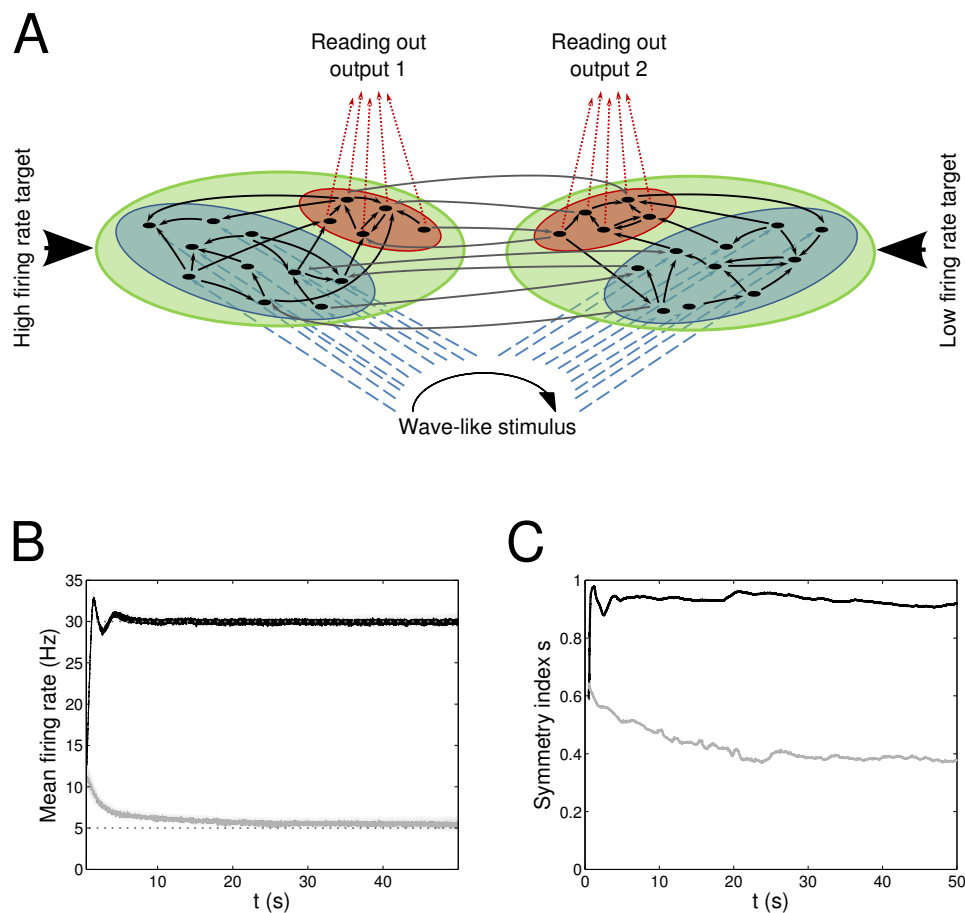 A
Reading out
output 1
Reading out
output 2
High firing rate target
Low firing rate target
Wave-like stimulus
B
35
30
25
20
15
10
5
0
Mean firing rate (Hz)
10
20
30
40
t (s)
C
1
0.8
0.6
0.4
0.2
0
Symmetry index s
0
10
20
30
40
50
t (s)